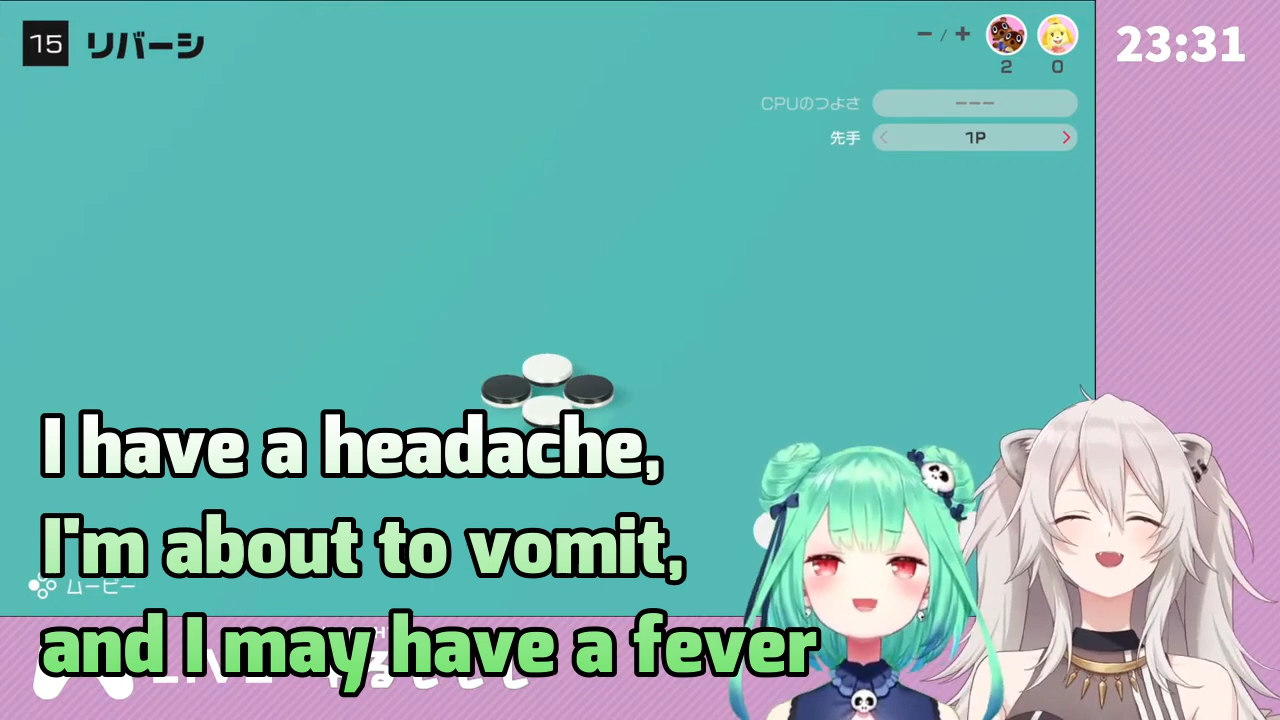 15 リバーシ
− / +
2 0
23:31
CPUのつよさ ---
先手 1P
I have a headache,
I'm about to vomit,
and I may have a fever
ムービー